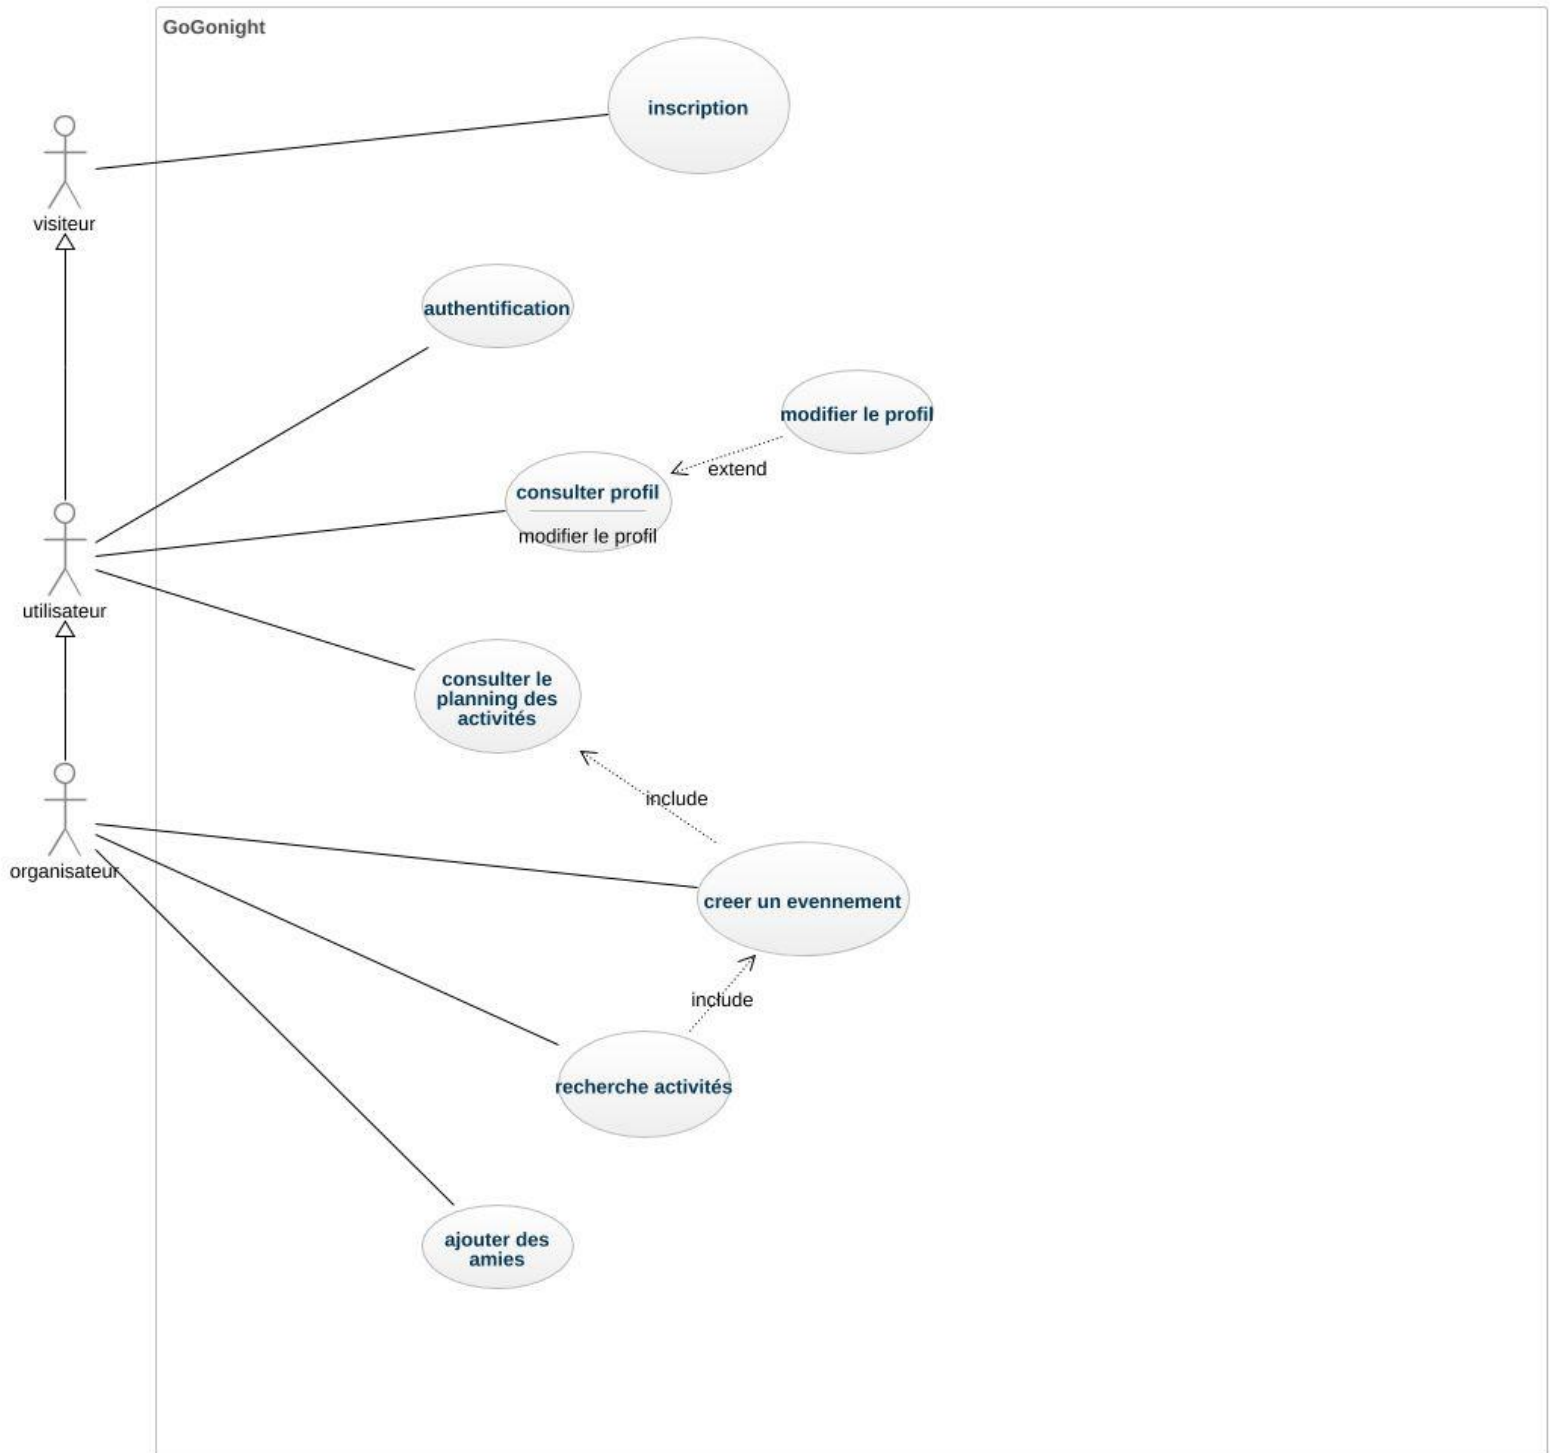 GoGonight
inscription
visiteur
authentification
modifier le profil
extend
consulter profil
modifier le profil
utilisateur
consulter le
planning des
activités
include
organisateur
creer un evennement
include
recherche activités
ajouter des
amies